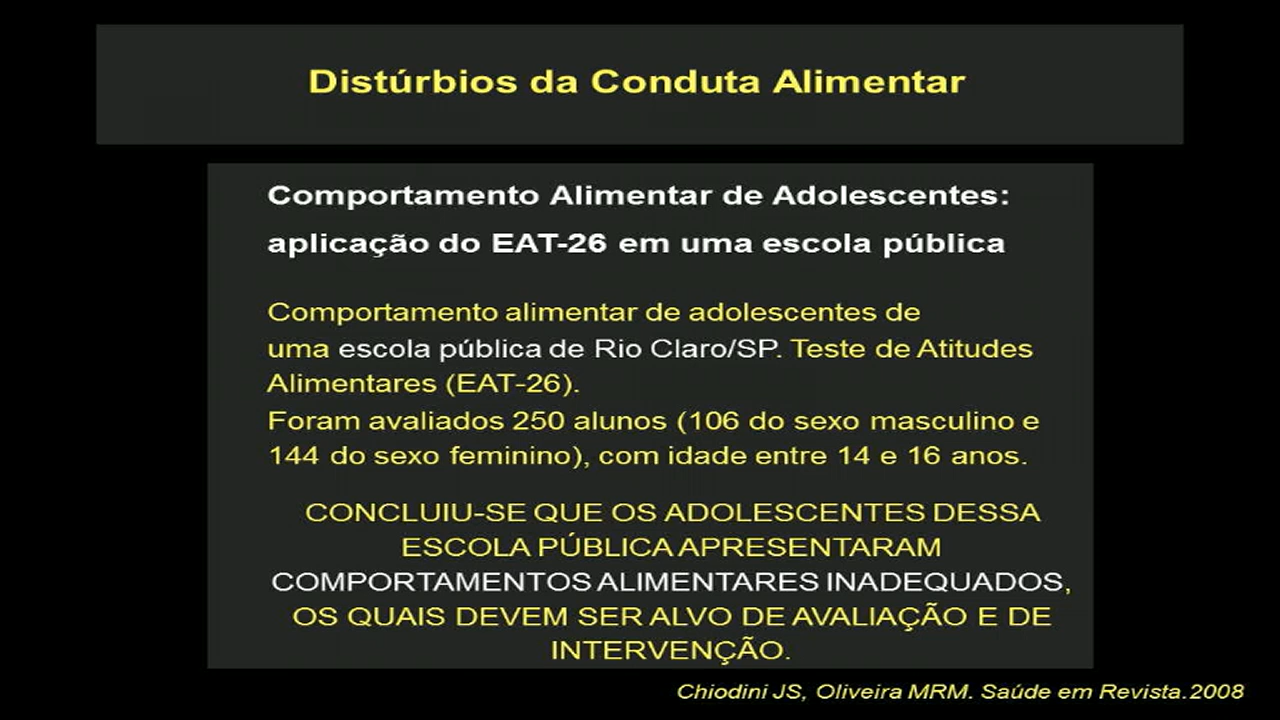 Distúrbios da Conduta Alimentar
Comportamento Alimentar de Adolescentes:
aplicação do EAT-26 em uma escola pública
Comportamento alimentar de adolescentes de
uma escola pública de Rio Claro/SP. Teste de Atitudes
Alimentares (EAT-26).
Foram avaliados 250 alunos (106 do sexo masculino e
144 do sexo feminino), com idade entre 14 e 16 anos.
CONCLUIU-SE QUE OS ADOLESCENTES DESSA
ESCOLA PÚBLICA APRESENTARAM
COMPORTAMENTOS ALIMENTARES INADEQUADOS,
OS QUAIS DEVEM SER ALVO DE AVALIAÇÃO E DE
INTERVENÇÃO.
Chiodini JS, Oliveira MRM. Saúde em Revista.2008